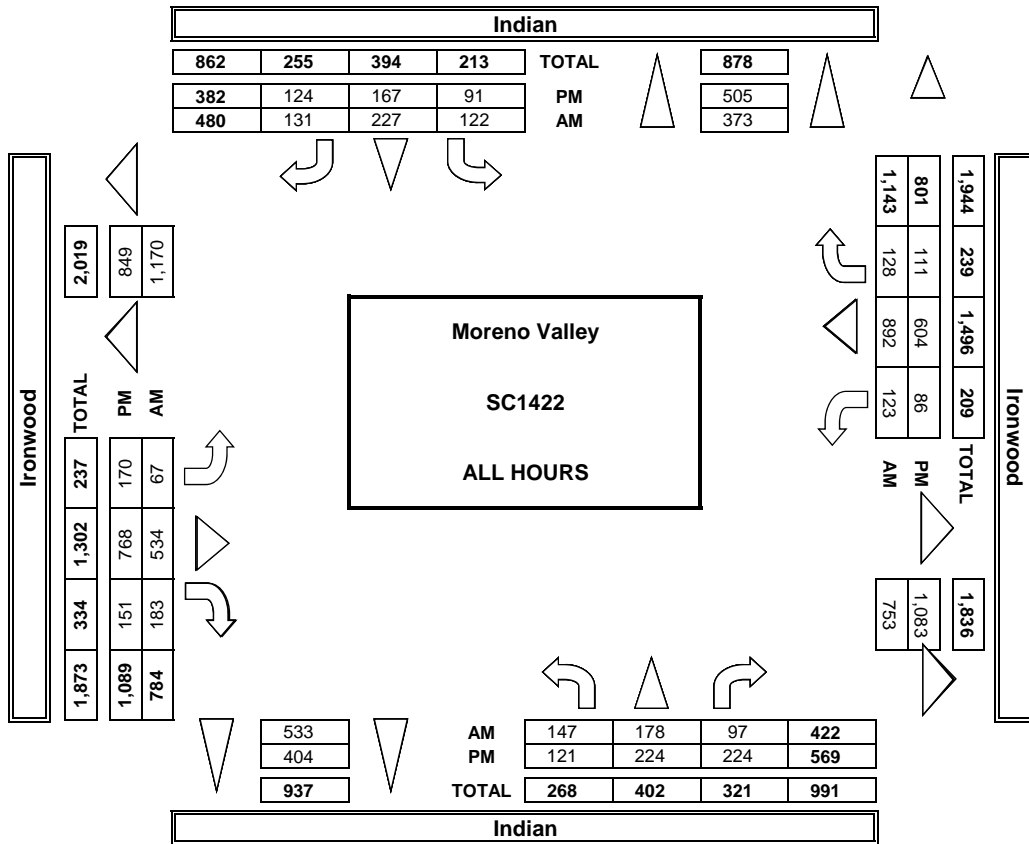 Indian
862 255 394 213 TOTAL 878
382 124 167 91 PM 505
480 131 227 122 AM 373
Ironwood
2,019 849 1,170
TOTAL PM AM
237 170 67
1,302 768 534
334 151 183
1,873 1,089 784
Moreno Valley
SC1422
ALL HOURS
1,143 801 1,944
128 111 239
892 604 1,496
123 86 209
AM PM TOTAL
753 1,083 1,836
Ironwood
533 AM 147 178 97 422
404 PM 121 224 224 569
937 TOTAL 268 402 321 991
Indian